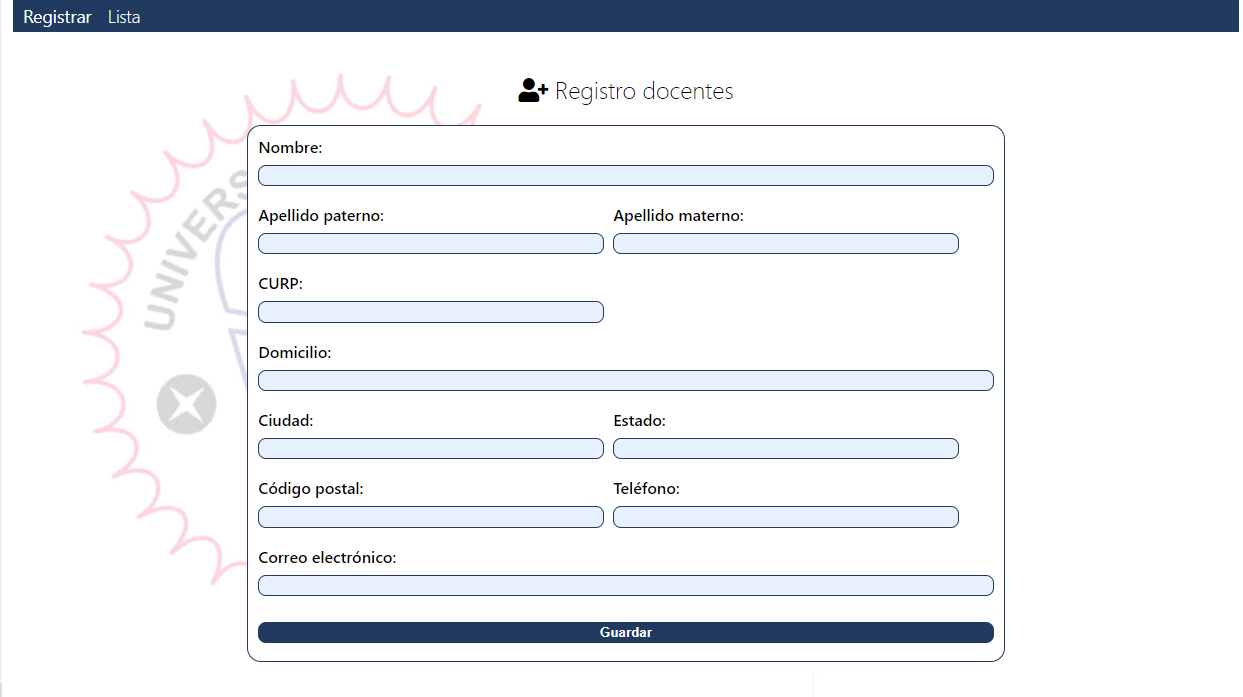 Registrar Lista
Registro docentes
Nombre:
Apellido paterno: Apellido materno:
CURP:
Domicilio:
Ciudad: Estado:
Código postal: Teléfono:
Correo electrónico:
Guardar
UNIVERS